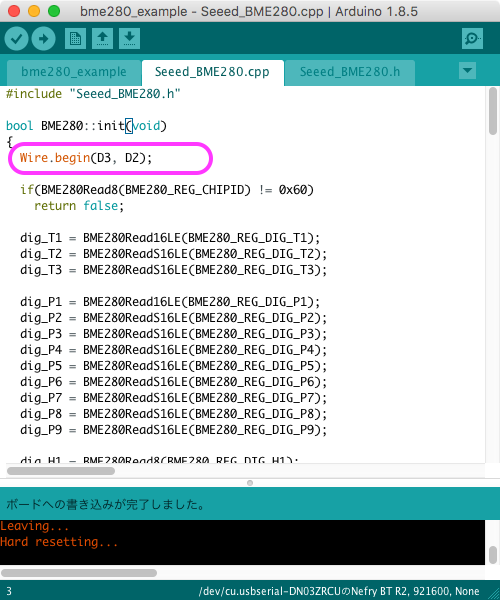 bme280_example - Seeed_BME280.cpp | Arduino 1.8.5
bme280_example Seeed_BME280.cpp Seeed_BME280.h
#include "Seeed_BME280.h"
bool BME280::init(void)
{
Wire.begin(D3, D2);
if(BME280Read8(BME280_REG_CHIPID) != 0x60)
return false;
dig_T1 = BME280Read16LE(BME280_REG_DIG_T1);
dig_T2 = BME280ReadS16LE(BME280_REG_DIG_T2);
dig_T3 = BME280ReadS16LE(BME280_REG_DIG_T3);
dig_P1 = BME280Read16LE(BME280_REG_DIG_P1);
dig_P2 = BME280ReadS16LE(BME280_REG_DIG_P2);
dig_P3 = BME280ReadS16LE(BME280_REG_DIG_P3);
dig_P4 = BME280ReadS16LE(BME280_REG_DIG_P4);
dig_P5 = BME280ReadS16LE(BME280_REG_DIG_P5);
dig_P6 = BME280ReadS16LE(BME280_REG_DIG_P6);
dig_P7 = BME280ReadS16LE(BME280_REG_DIG_P7);
dig_P8 = BME280ReadS16LE(BME280_REG_DIG_P8);
dig_P9 = BME280ReadS16LE(BME280_REG_DIG_P9);
dig_H1 = BME280Read8(BME280_REG_DIG_H1);
ボードへの書き込みが完了しました。
Leaving...
Hard resetting...
3 /dev/cu.usbserial-DN03ZRCUのNefry BT R2, 921600, None